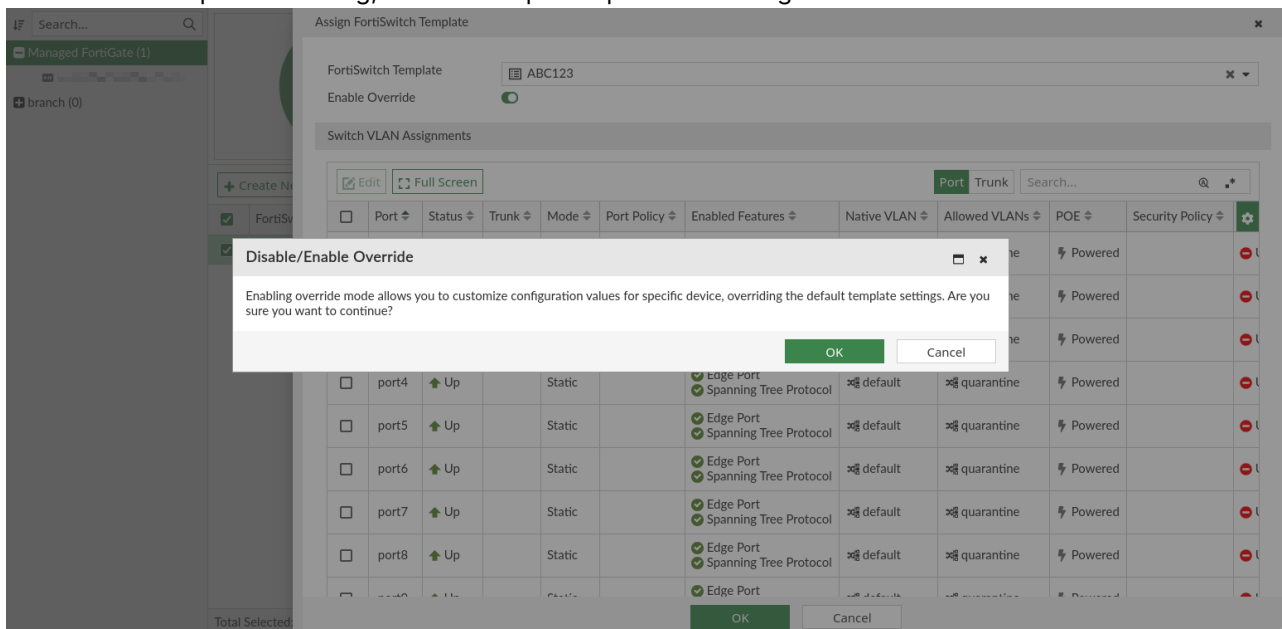 Search...
Managed FortiGate (1)
branch (0)
Create Ne
FortiSv
Total Selected:
Assign FortiSwitch Template
FortiSwitch Template ABC123
Enable Override
Switch VLAN Assignments
Edit Full Screen Port Trunk Search...
Port Status Trunk Mode Port Policy Enabled Features Native VLAN Allowed VLANs POE Security Policy
Disable/Enable Override
ne Powered
Enabling override mode allows you to customize configuration values for specific device, overriding the default template settings. Are you
sure you want to continue?
ne Powered
OK Cancel
ne Powered
port4 Up Static Edge Port
Spanning Tree Protocol default quarantine Powered
port5 Up Static Edge Port
Spanning Tree Protocol default quarantine Powered
port6 Up Static Edge Port
Spanning Tree Protocol default quarantine Powered
port7 Up Static Edge Port
Spanning Tree Protocol default quarantine Powered
port8 Up Static Edge Port
Spanning Tree Protocol default quarantine Powered
Edge Port
OK Cancel